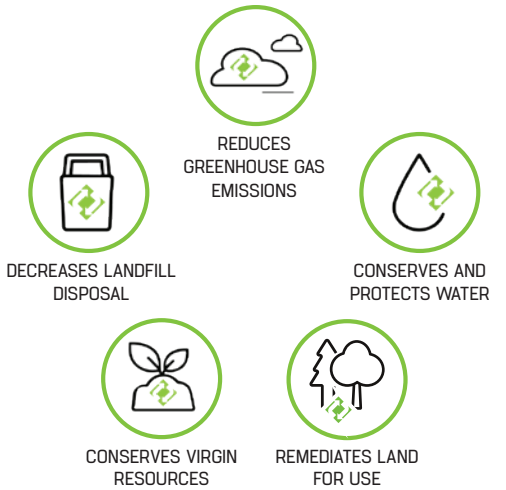 REDUCES
GREENHOUSE GAS
EMISSIONS
DECREASES LANDFILL
DISPOSAL
CONSERVES AND
PROTECTS WATER
CONSERVES VIRGIN
RESOURCES
REMEDIATES LAND
FOR USE